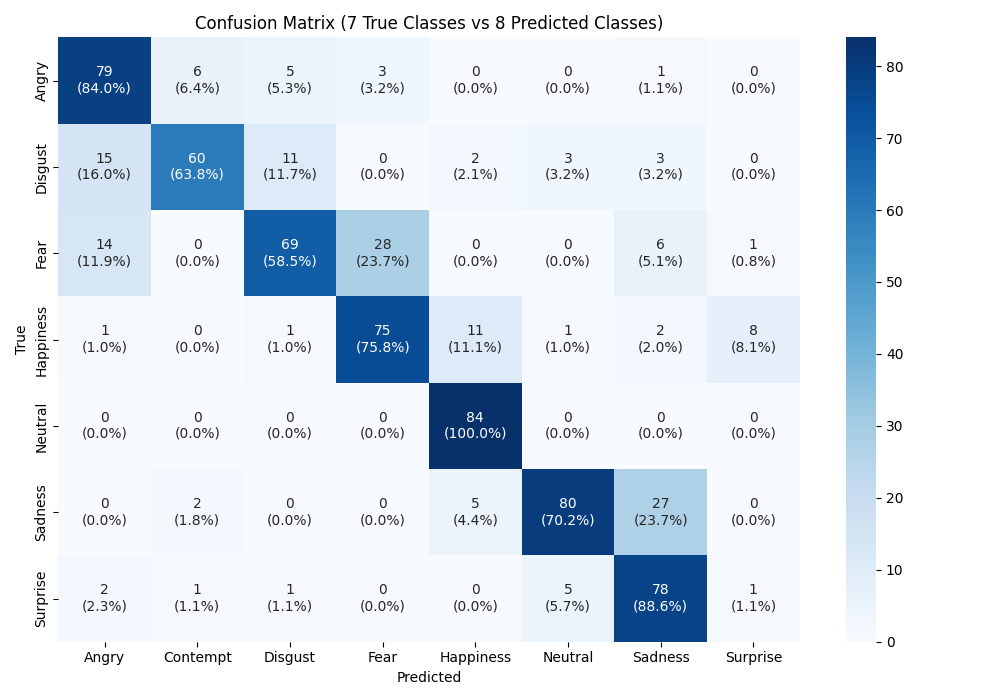 Confusion Matrix (7 True Classes vs 8 Predicted Classes)
True
Angry
79 6 5 3 0 0 1 0
(84.0%) (6.4%) (5.3%) (3.2%) (0.0%) (0.0%) (1.1%) (0.0%)
Disgust
15 60 11 0 2 3 3 0
(16.0%) (63.8%) (11.7%) (0.0%) (2.1%) (3.2%) (3.2%) (0.0%)
Fear
14 0 69 28 0 0 6 1
(11.9%) (0.0%) (58.5%) (23.7%) (0.0%) (0.0%) (5.1%) (0.8%)
Happiness
1 0 1 75 11 1 2 8
(1.0%) (0.0%) (1.0%) (75.8%) (11.1%) (1.0%) (2.0%) (8.1%)
Neutral
0 0 0 0 84 0 0 0
(0.0%) (0.0%) (0.0%) (0.0%) (100.0%) (0.0%) (0.0%) (0.0%)
Sadness
0 2 0 0 5 80 27 0
(0.0%) (1.8%) (0.0%) (0.0%) (4.4%) (70.2%) (23.7%) (0.0%)
Surprise
2 1 1 0 0 5 78 1
(2.3%) (1.1%) (1.1%) (0.0%) (0.0%) (5.7%) (88.6%) (1.1%)
Angry Contempt Disgust Fear Happiness Neutral Sadness Surprise
Predicted
80
70
60
50
40
30
20
10
0